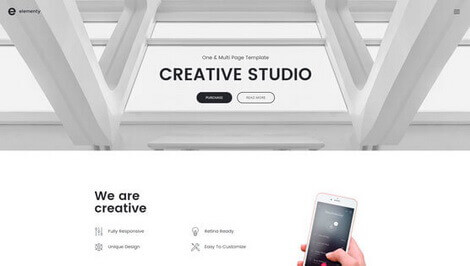 elementy
One & Multi Page Template
CREATIVE STUDIO
PURCHASE
READ MORE
We are
creative
Fully Responsive
Retina Ready
Unique Design
Easy To Customise